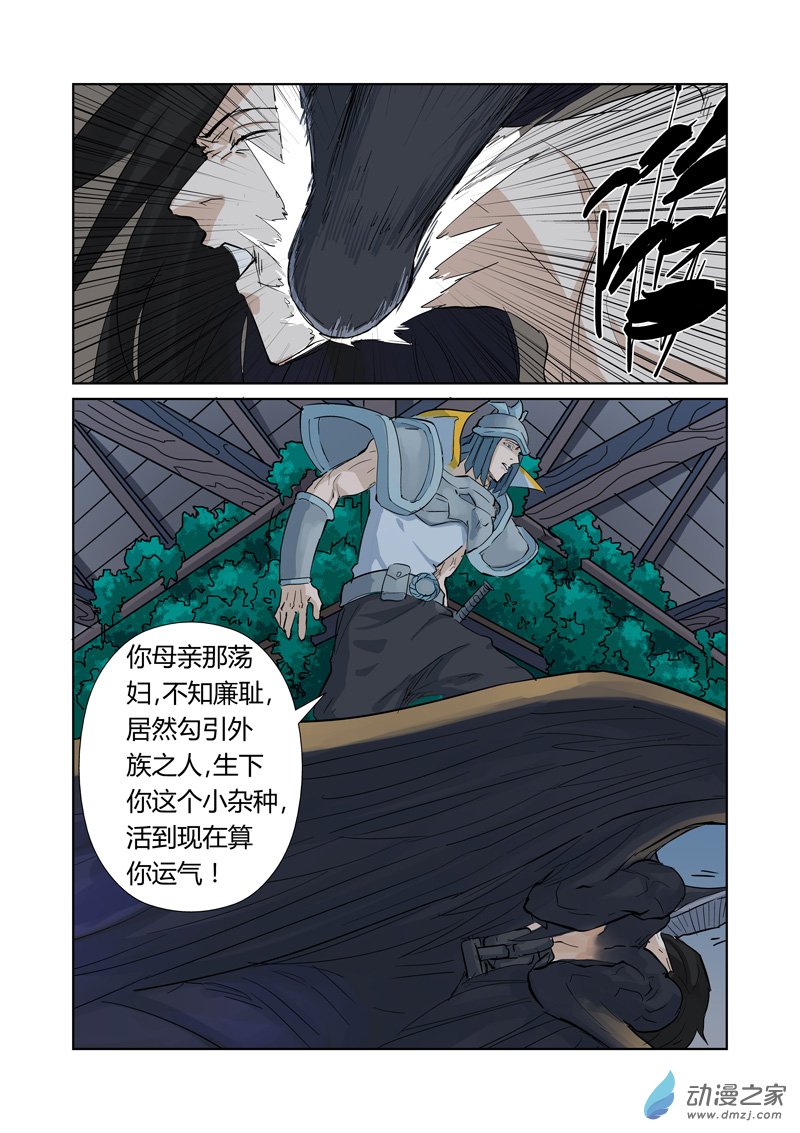 你母亲那荡
妇，不知廉耻，
居然勾引外
族之人，生下
你这个小杂种，
活到现在算
你运气！
动漫之家
www.dmzj.com